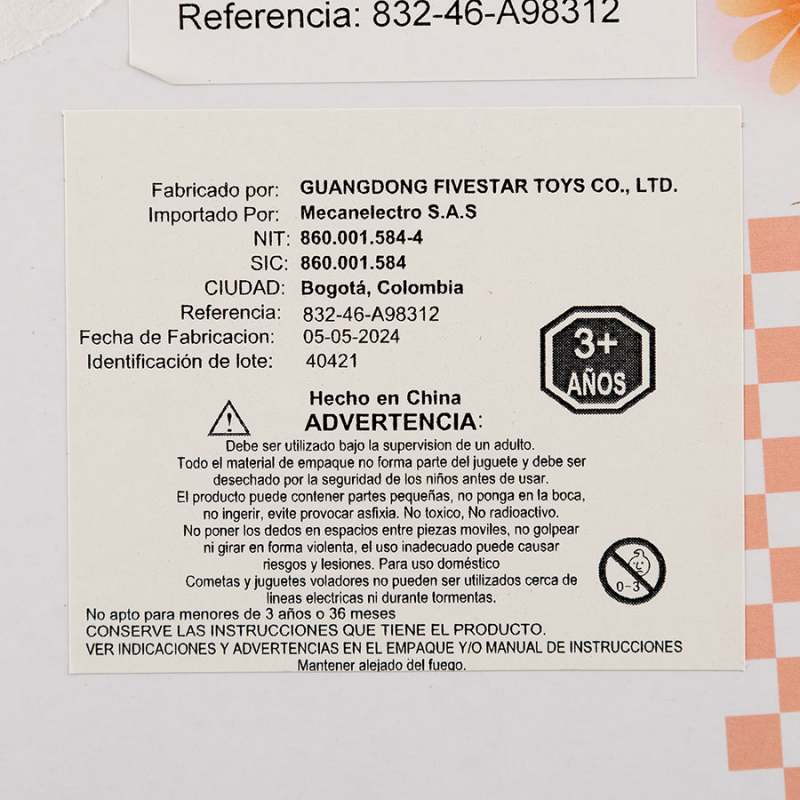 Referencia: 832-46-A98312
Fabricado por: GUANGDONG FIVESTAR TOYS CO., LTD.
Importado Por: Mecanelectro S.A.S
NIT: 860.001.584-4
SIC: 860.001.584
CIUDAD: Bogotá, Colombia
Referencia: 832-46-A98312
Fecha de Fabricacion: 05-05-2024
Identificación de lote: 40421
3+
AÑOS
Hecho en China
ADVERTENCIA:
Debe ser utilizado bajo la supervision de un adulto.
Todo el material de empaque no forma parte del juguete y debe ser
desechado por la seguridad de los niños antes de usar.
El producto puede contener partes pequeñas, no ponga en la boca,
no ingerir, evite provocar asfixia. No toxico, No radioactivo.
No poner los dedos en espacios entre piezas moviles, no golpear
ni girar en forma violenta, el uso inadecuado puede causar
riesgos y lesiones. Para uso doméstico
0-3
Cometas y juguetes voladores no pueden ser utilizados cerca de
lineas electricas ni durante tormentas.
No apto para menores de 3 años o 36 meses
CONSERVE LAS INSTRUCCIONES QUE TIENE EL PRODUCTO.
VER INDICACIONES Y ADVERTENCIAS EN EL EMPAQUE Y/O MANUAL DE INSTRUCCIONES
Mantener alejado del fuego.